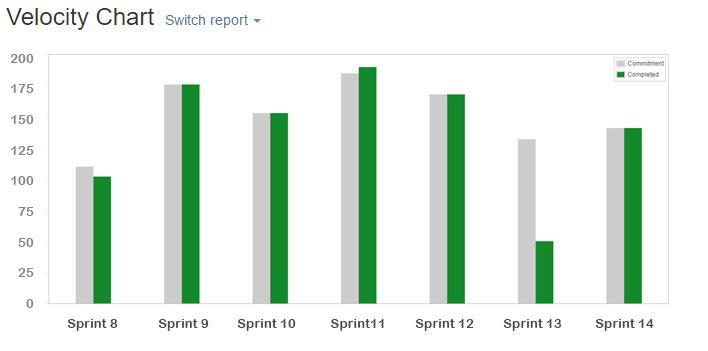 Velocity Chart Switch report
Commitment
Completed
200
175
150
125
100
75
50
25
0
Sprint 8 Sprint 9 Sprint 10 Sprint11 Sprint 12 Sprint 13 Sprint 14